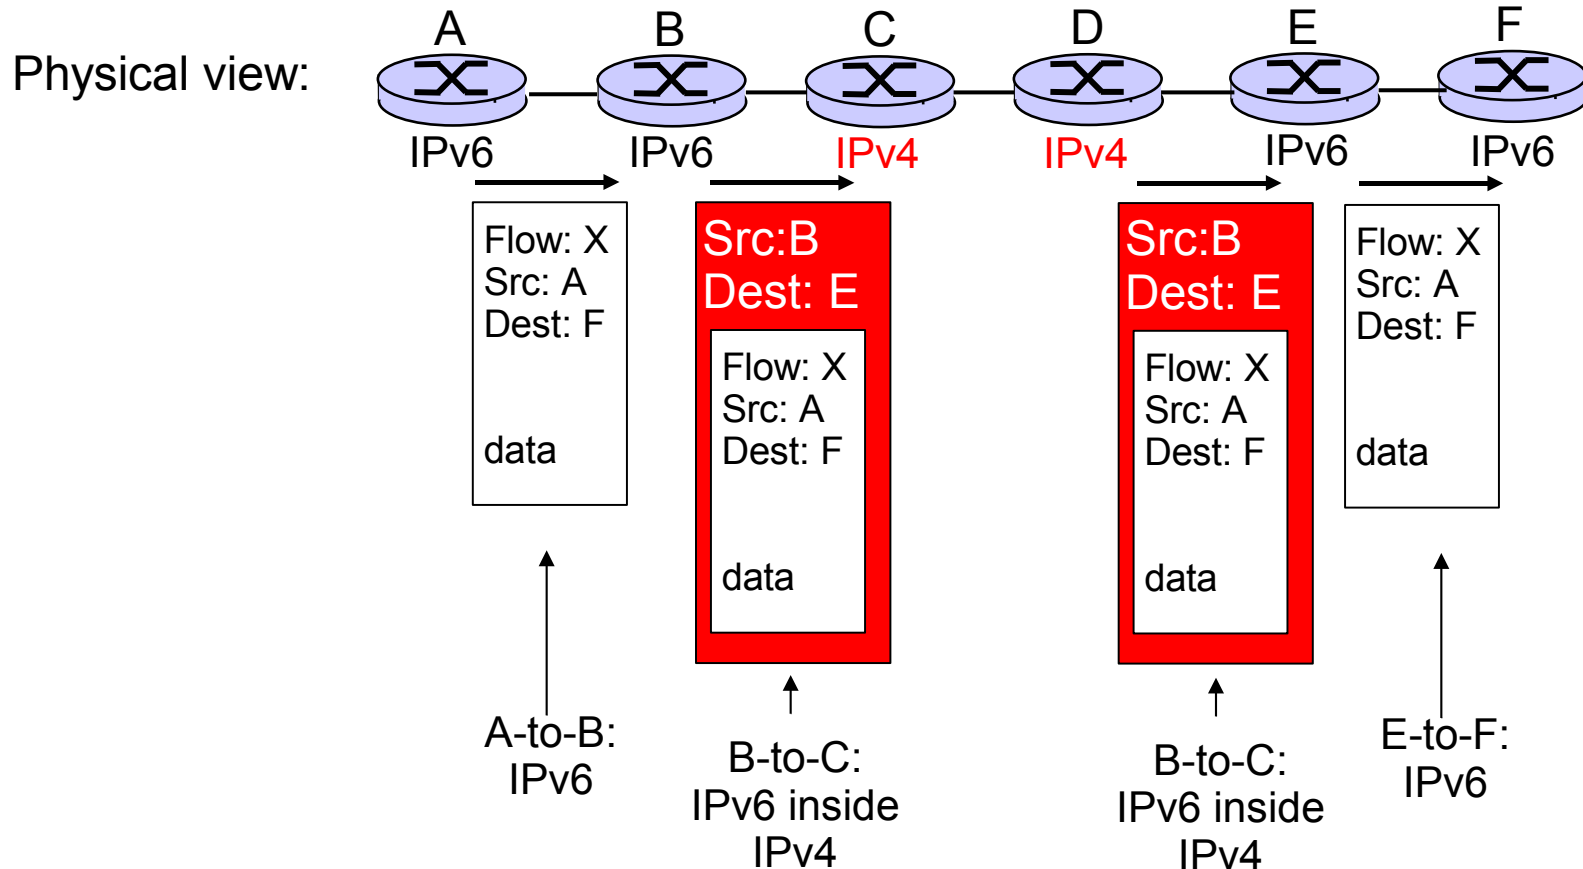 A
B
C
D
E
F
Physical view:
IPv6
IPv6
IPv4
IPv4
IPv6
IPv6
Flow: X
Src: A
Dest: F
data
Src:B
Dest: E
Flow: X
Src: A
Dest: F
data
Src:B
Dest: E
Flow: X
Src: A
Dest: F
data
Flow: X
Src: A
Dest: F
data
A-to-B:
IPv6
B-to-C:
IPv6 inside
IPv4
B-to-C:
IPv6 inside
IPv4
E-to-F:
IPv6